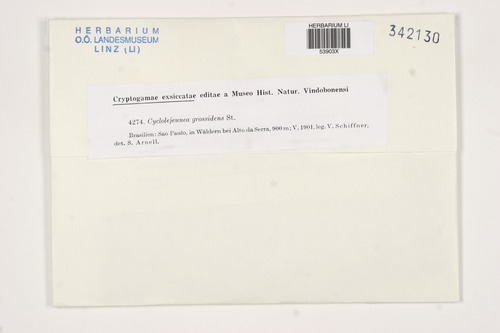 HERBARIUM
O.Ö. LANDESMUSEUM
LINZ (LI)
HERBARIUM LI
53903X
342130
Cryptogamae exsiccatae editae a Museo Hist. Natur. Vindobonensi
4274. Cyclolejeunea grossidens St.
Brasilien: Sao Paulo, in Wäldern bei Alto da Serra, 900 m; V. 1901, leg. V. Schiffner,
det. S. Arnell.